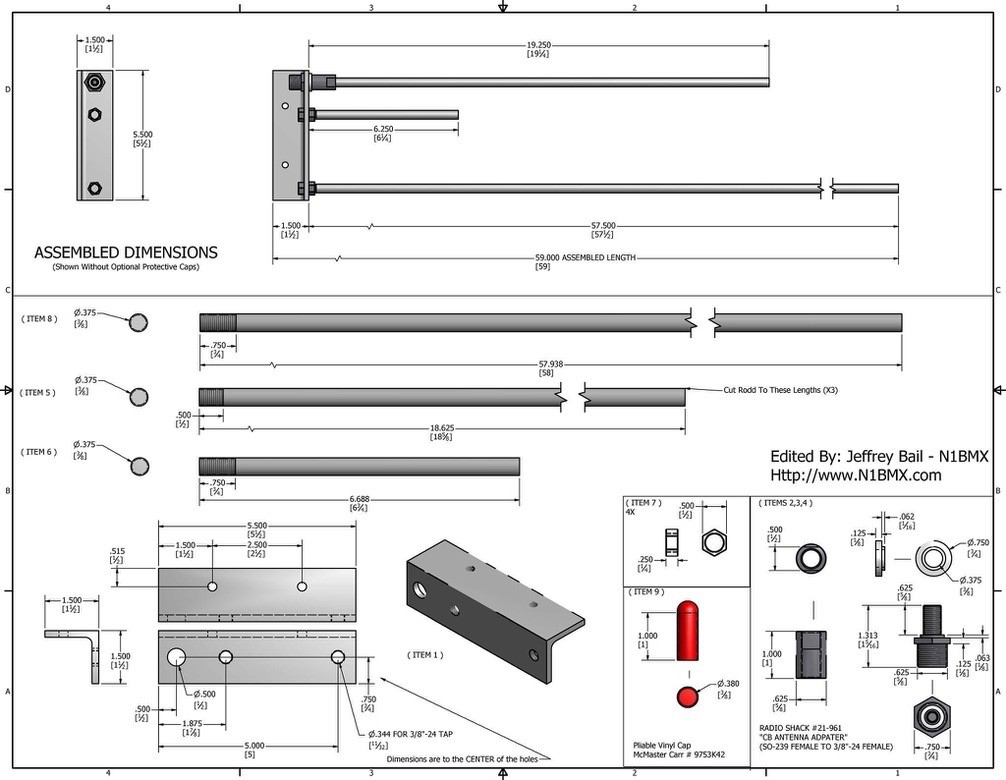 4 3 2 1
D
D
1.500
[1½]
5.500
[5½]
19.250
[19¼]
6.250
[6¼]
1.500
[1½]
57.500
[57½]
59.000 ASSEMBLED LENGTH
[59]
ASSEMBLED DIMENSIONS
(Shown Without Optional Protective Caps)
C
C
( ITEM 8 )
Ø.375
[⅜]
.750
[¾]
57.938
[58]
( ITEM 5 )
Ø.375
[⅜]
.500
[½]
18.625
[18⅝]
Cut Rodd To These Lengths (X3)
( ITEM 6 )
Ø.375
[⅜]
.750
[¾]
6.688
[6¾]
Edited By: Jeffrey Bail - N1BMX
Http://www.N1BMX.com
B
B
5.500
[5½]
1.500
[1½]
2.500
[2½]
.515
[½]
1.500
[1½]
1.500
[1½]
Ø.500
[½]
.500
[½]
1.875
[1⅞]
5.000
[5]
.750
[¾]
Ø.344 FOR 3/8"-24 TAP
[11/32]
( ITEM 1 )
Dimensions are to the CENTER of the holes
( ITEM 7 )
4X
.500
[½]
.250
[¼]
( ITEM 9 )
1.000
[1]
Ø.380
[⅜]
Pliable Vinyl Cap
McMaster Carr # 9753K42
( ITEMS 2,3,4 )
.500
[½]
.062
[1/16]
.125
[⅛]
Ø.750
[¾]
Ø.375
[⅜]
.625
[⅝]
1.313
[1 5/16]
1.000
[1]
.625
[⅝]
.625
[⅝]
.125
[⅛]
.063
[1/16]
.750
[¾]
RADIO SHACK #21-961
"CB ANTENNA ADPATER"
(SO-239 FEMALE TO 3/8"-24 FEMALE)
A
A
4 3 2 1